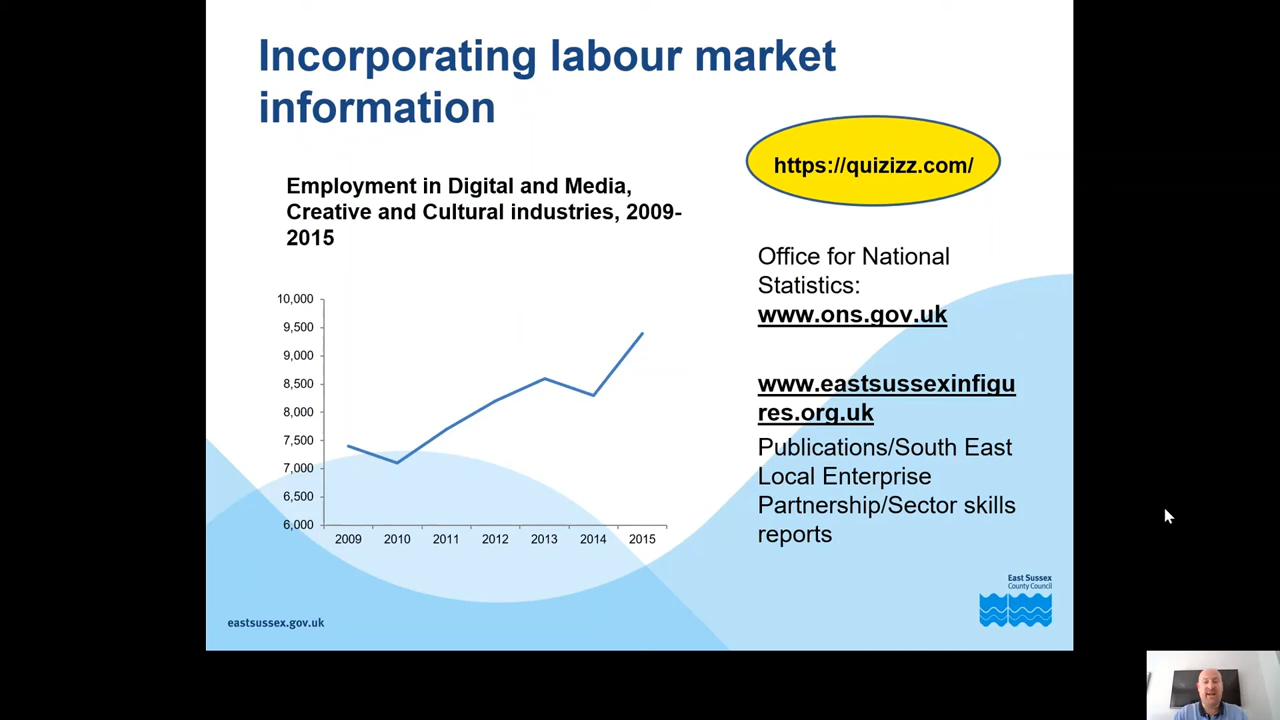 Incorporating labour market
information
https://quizizz.com/
Employment in Digital and Media,
Creative and Cultural industries, 2009-
2015
10,000
9,500
9,000
8,500
8,000
7,500
7,000
6,500
6,000
2009 2010 2011 2012 2013 2014 2015
Office for National
Statistics:
www.ons.gov.uk
www.eastsussexinfigu
res.org.uk
Publications/South East
Local Enterprise
Partnership/Sector skills
reports
East Sussex
County Council
eastsussex.gov.uk